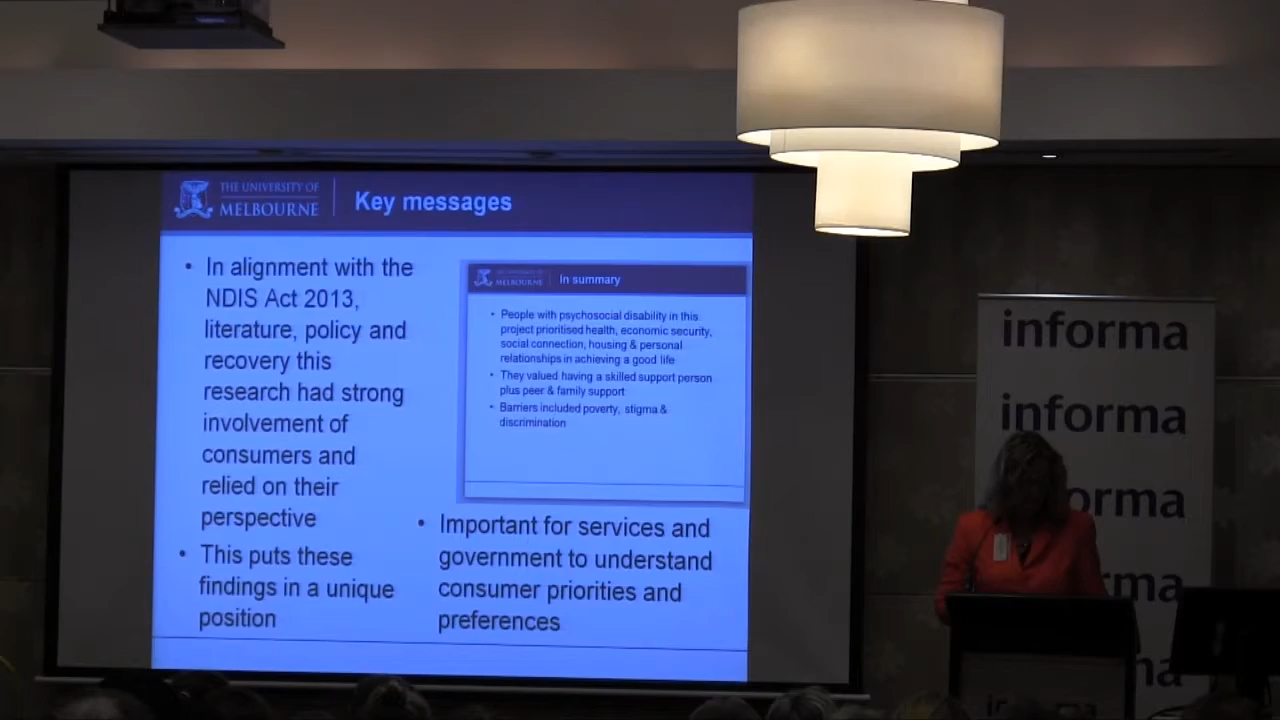 THE UNIVERSITY OF
MELBOURNE
Key messages
• In alignment with the
NDIS Act 2013,
literature, policy and
recovery this
research had strong
involvement of
consumers and
relied on their
perspective
• This puts these
findings in a unique
position
THE UNIVERSITY OF
MELBOURNE
In summary
• People with psychosocial disability in this
project prioritised health, economic security,
social connection, housing & personal
relationships in achieving a good life
• They valued having a skilled support person
plus peer & family support
• Barriers included poverty, stigma &
discrimination
• Important for services and
government to understand
consumer priorities and
preferences
informa
informa
orma
rma
na